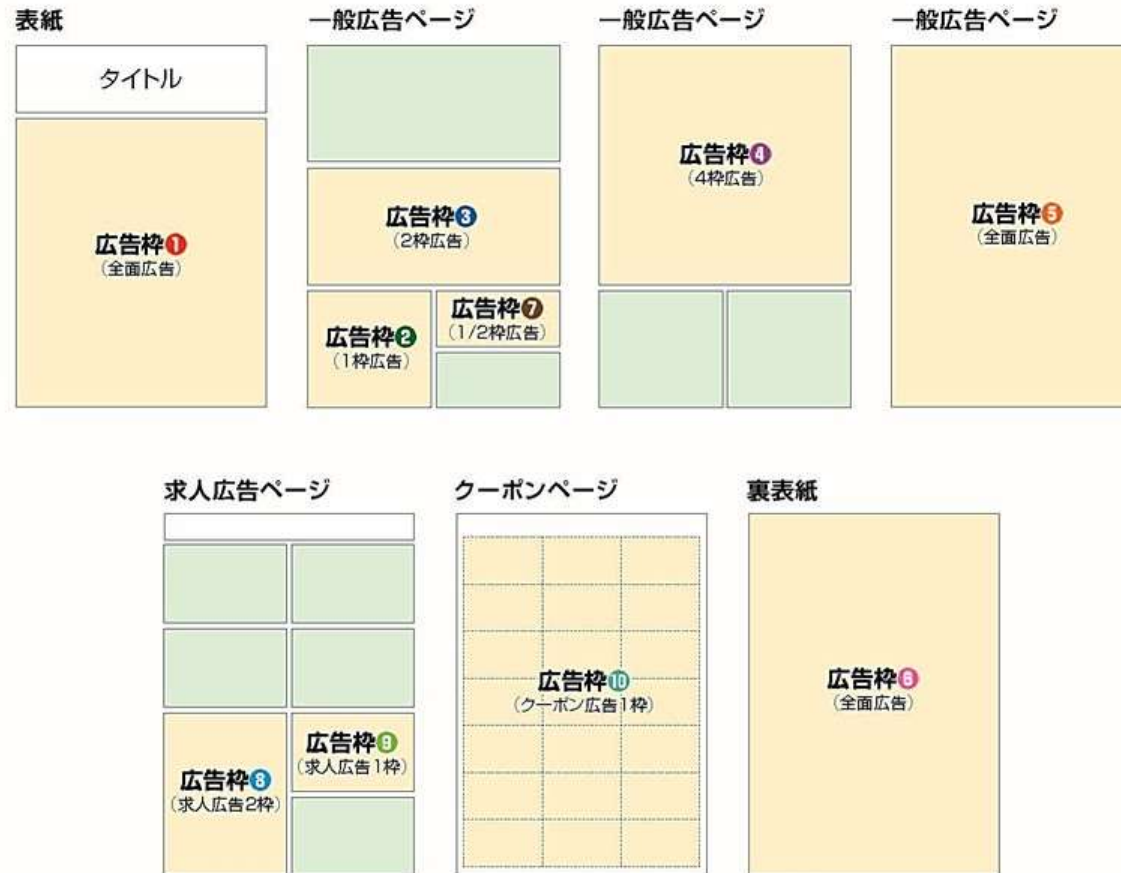 表紙
タイトル
広告枠❶
（全面広告）
一般広告ページ
広告枠❸
（2枠広告）
広告枠❷
（1枠広告）
広告枠❼
（1/2枠広告）
一般広告ページ
広告枠❹
（4枠広告）
一般広告ページ
広告枠❺
（全面広告）
求人広告ページ
広告枠❽
（求人広告2枠）
広告枠❾
（求人広告1枠）
クーポンページ
広告枠❿
（クーポン広告1枠）
裏表紙
広告枠❻
（全面広告）